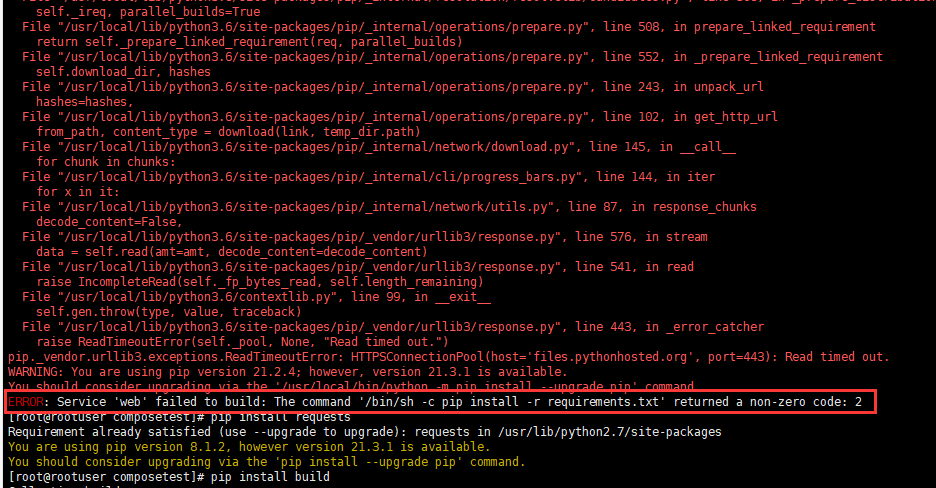 self._ireq, parallel_builds=True
File "/usr/local/lib/python3.6/site-packages/pip/_internal/operations/prepare.py", line 508, in prepare_linked_requirement
return self._prepare_linked_requirement(req, parallel_builds)
File "/usr/local/lib/python3.6/site-packages/pip/_internal/operations/prepare.py", line 552, in _prepare_linked_requirement
self.download_dir, hashes
File "/usr/local/lib/python3.6/site-packages/pip/_internal/operations/prepare.py", line 243, in unpack_url
hashes=hashes,
File "/usr/local/lib/python3.6/site-packages/pip/_internal/operations/prepare.py", line 102, in get_http_url
from_path, content_type = download(link, temp_dir.path)
File "/usr/local/lib/python3.6/site-packages/pip/_internal/network/download.py", line 145, in __call__
for chunk in chunks:
File "/usr/local/lib/python3.6/site-packages/pip/_internal/cli/progress_bars.py", line 144, in iter
for x in it:
File "/usr/local/lib/python3.6/site-packages/pip/_internal/network/utils.py", line 87, in response_chunks
decode_content=False,
File "/usr/local/lib/python3.6/site-packages/pip/_vendor/urllib3/response.py", line 576, in stream
data = self.read(amt=amt, decode_content=decode_content)
File "/usr/local/lib/python3.6/site-packages/pip/_vendor/urllib3/response.py", line 541, in read
raise IncompleteRead(self._fp_bytes_read, self.length_remaining)
File "/usr/local/lib/python3.6/contextlib.py", line 99, in __exit__
self.gen.throw(type, value, traceback)
File "/usr/local/lib/python3.6/site-packages/pip/_vendor/urllib3/response.py", line 443, in _error_catcher
raise ReadTimeoutError(self._pool, None, "Read timed out.")
pip._vendor.urllib3.exceptions.ReadTimeoutError: HTTPSConnectionPool(host='files.pythonhosted.org', port=443): Read timed out.
WARNING: You are using pip version 21.2.4; however, version 21.3.1 is available.
You should consider upgrading via the '/usr/local/bin/python -m pip install --upgrade pip' command.
ERROR: Service 'web' failed to build: The command '/bin/sh -c pip install -r requirements.txt' returned a non-zero code: 2
[root@rootuser composetest]# pip install requests
Requirement already satisfied (use --upgrade to upgrade): requests in /usr/lib/python2.7/site-packages
You are using pip version 8.1.2, however version 21.3.1 is available.
You should consider upgrading via the 'pip install --upgrade pip' command.
[root@rootuser composetest]# pip install build